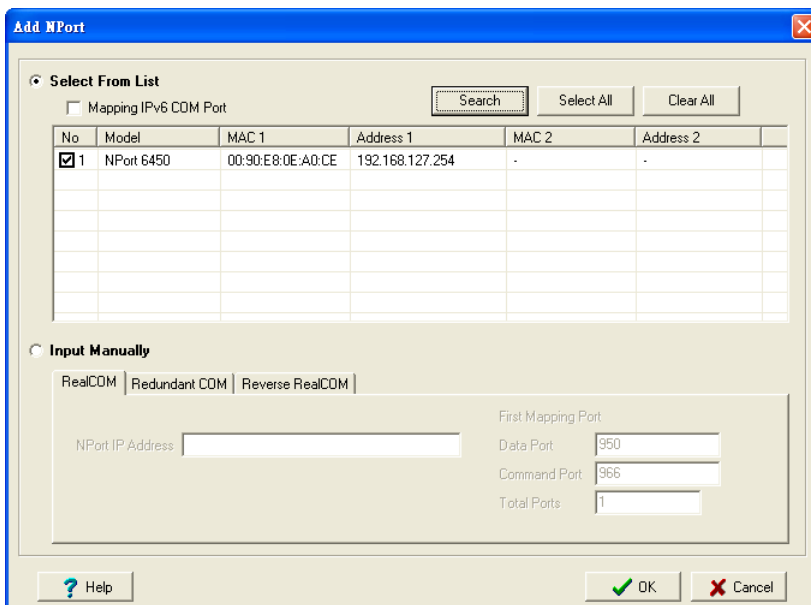 Add NPort
Select From List
Mapping IPv6 COM Port
Search
Select All
Clear All
No Model MAC 1 Address 1 MAC 2 Address 2
1 NPort 6450 00:90:E8:0E:A0:CE 192.168.127.254 - -
Input Manually
RealCOM Redundant COM Reverse RealCOM
First Mapping Port
NPort IP Address
Data Port 950
Command Port 966
Total Ports 1
? Help
OK
Cancel